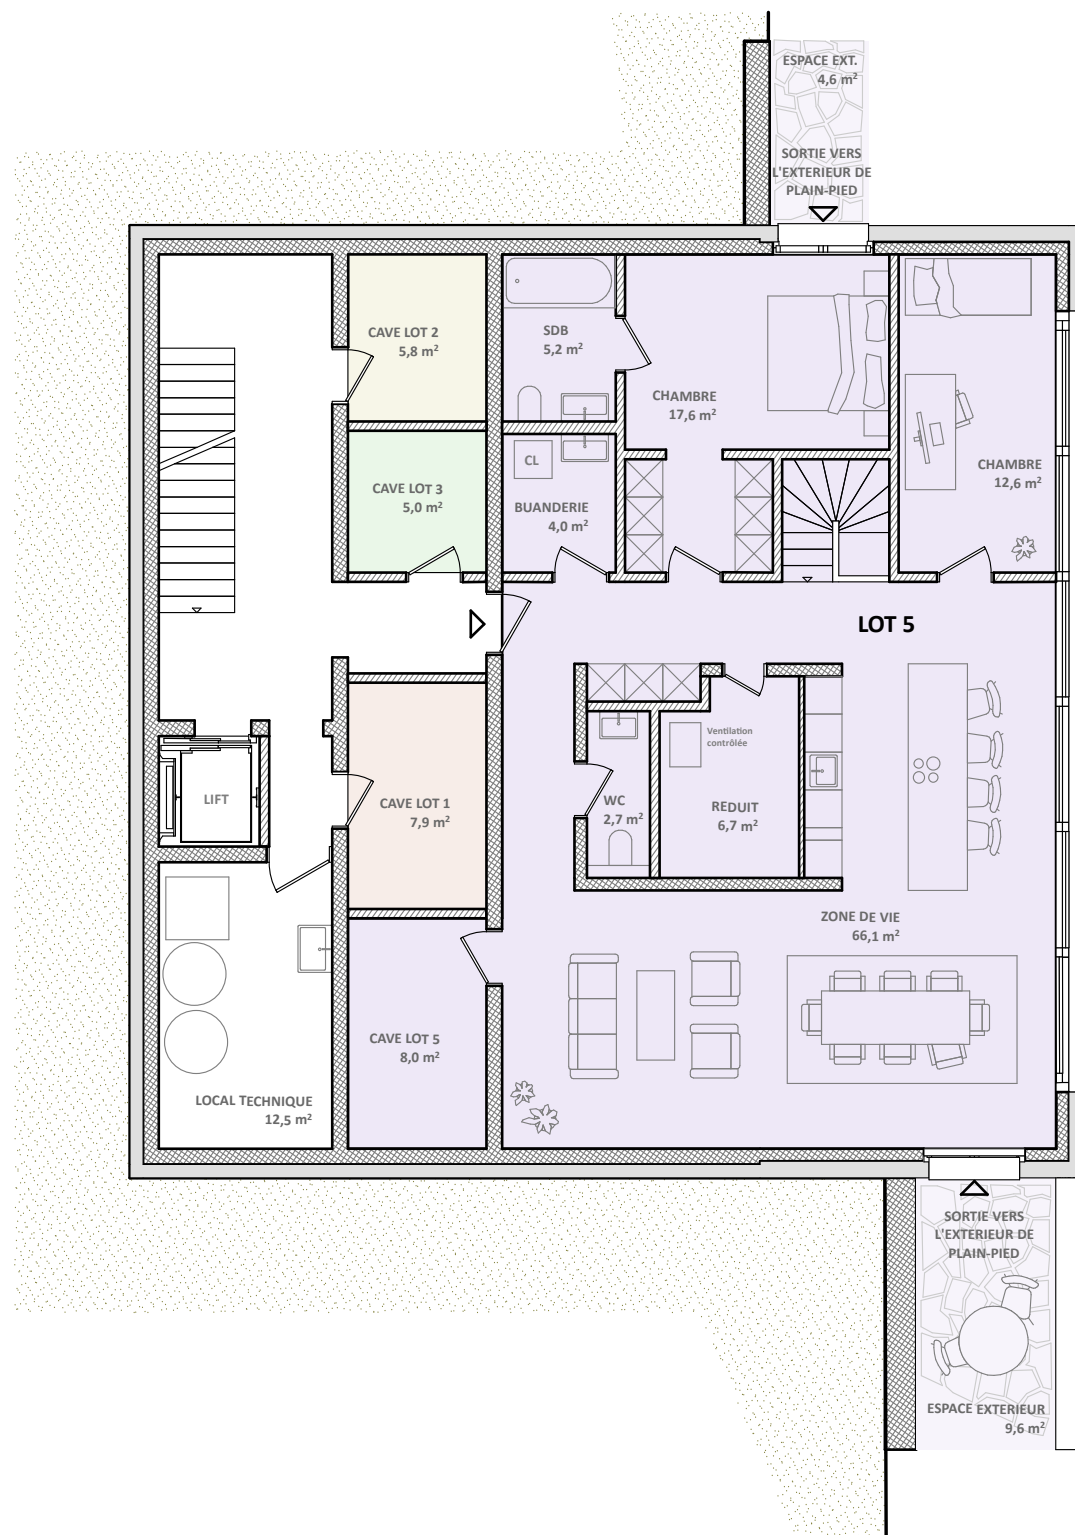 ESPACE EXT.
4,6 m²
SORTIE VERS
L'EXTERIEUR DE
PLAIN-PIED
CAVE LOT 2
5,8 m²
SDB
5,2 m²
CHAMBRE
17,6 m²
CHAMBRE
12,6 m²
CL
CAVE LOT 3
5,0 m²
BUANDERIE
4,0 m²
LOT 5
Ventilation
contrôlée
LIFT
CAVE LOT 1
7,9 m²
WC
2,7 m²
REDUIT
6,7 m²
ZONE DE VIE
66,1 m²
CAVE LOT 5
8,0 m²
LOCAL TECHNIQUE
12,5 m²
SORTIE VERS
L'EXTERIEUR DE
PLAIN-PIED
ESPACE EXTERIEUR
9,6 m²